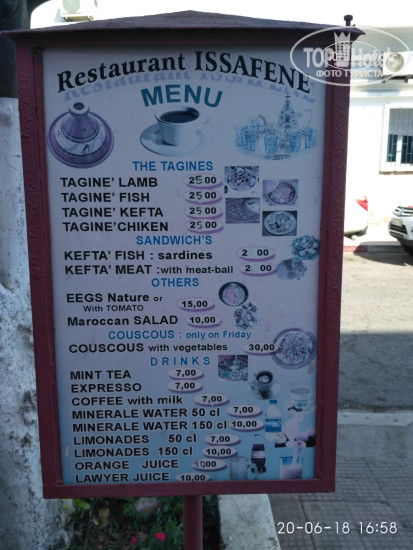 TopHotels
ФОТО ТУРИСТА
Restaurant ISSAFENE
MENU
THE TAGINES
TAGINE' LAMB 25.00
TAGINE' FISH 25.00
TAGINE' KEFTA 25.00
TAGINE'CHIKEN 25.00
SANDWICH'S
KEFTA' FISH : sardines 2 00
KEFTA' MEAT :with meat-ball 2 00
OTHERS
EEGS Nature or
With TOMATO 15,00
Maroccan SALAD 10,00
COUSCOUS : only on Friday
COUSCOUS with vegetables 30,00
DRINKS
MINT TEA 7,00
EXPRESSO 7,00
COFFEE with milk 7,00
MINERALE WATER 50 cl 7,00
MINERALE WATER 150 cl 10,00
LIMONADES 50 cl 7,00
LIMONADES 150 cl 10,00
ORANGE JUICE 10,00
LAWYER JUICE 10,00
20-06-18 16:58